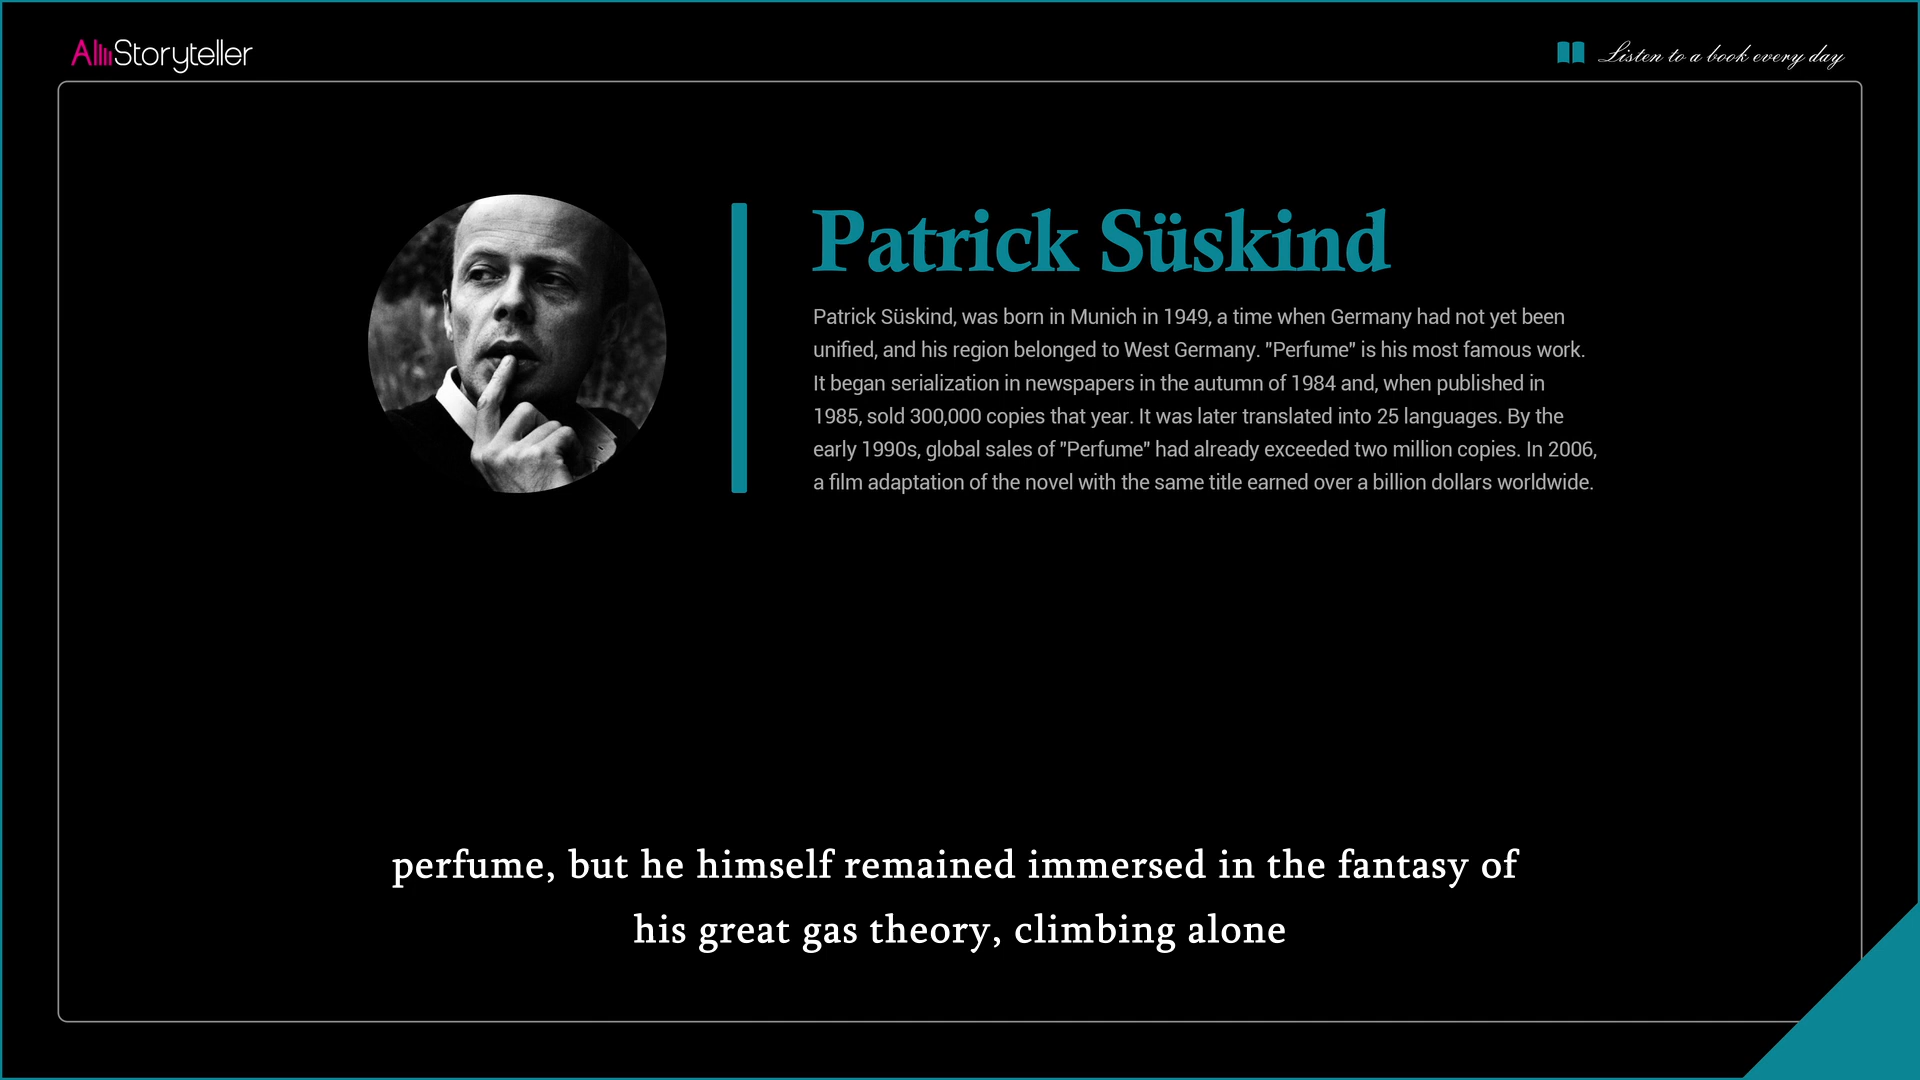 AIStoryteller
Listen to a book every day
Patrick Süskind
Patrick Süskind, was born in Munich in 1949, a time when Germany had not yet been
unified, and his region belonged to West Germany. "Perfume" is his most famous work.
It began serialization in newspapers in the autumn of 1984 and, when published in
1985, sold 300,000 copies that year. It was later translated into 25 languages. By the
early 1990s, global sales of "Perfume" had already exceeded two million copies. In 2006,
a film adaptation of the novel with the same title earned over a billion dollars worldwide.
perfume, but he himself remained immersed in the fantasy of
his great gas theory, climbing alone